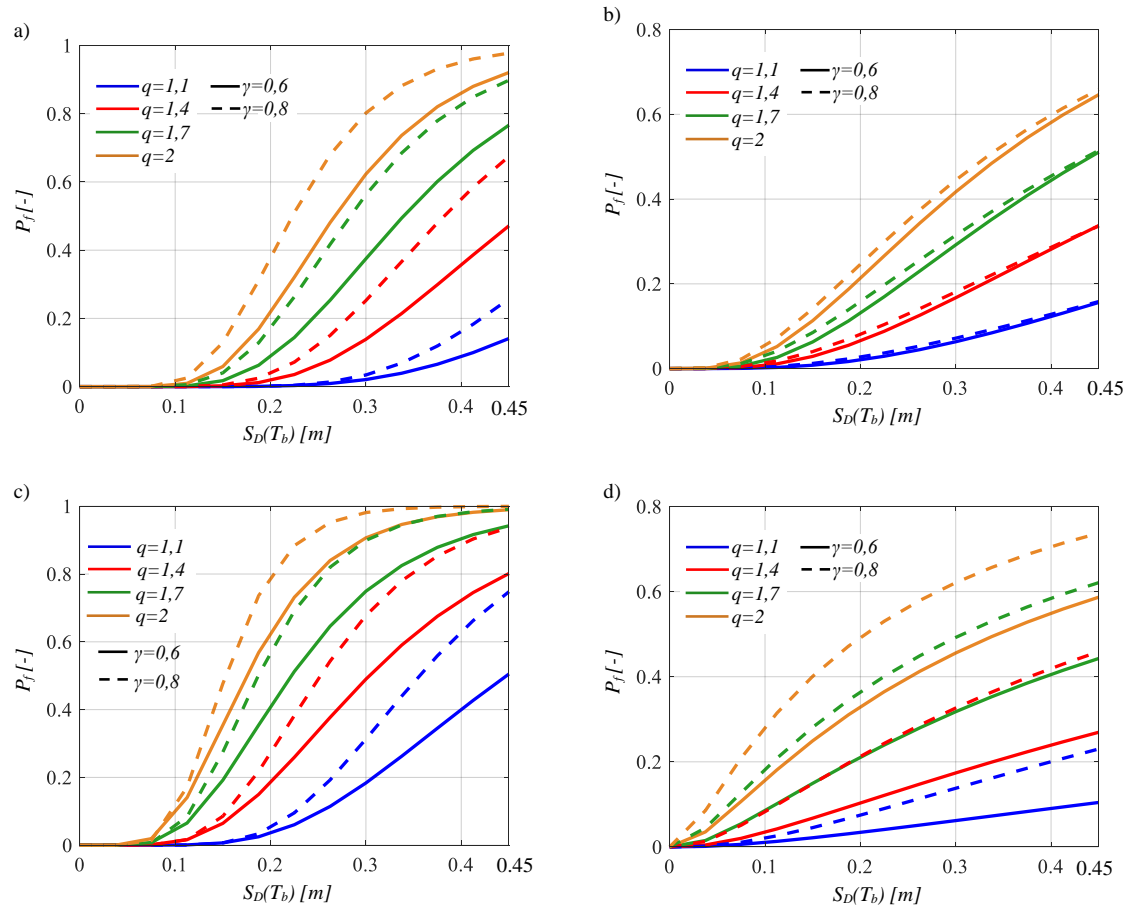 a)
1
0.8
0.6
0.4
0.2
0
P_f [-]
q=1,1
q=1,4
q=1,7
q=2
γ=0,6
γ=0,8
0 0.1 0.2 0.3 0.4 0.45
S_D(T_b) [m]
b)
0.8
0.6
0.4
0.2
0
P_f [-]
q=1,1
q=1,4
q=1,7
q=2
γ=0,6
γ=0,8
0 0.1 0.2 0.3 0.4 0.45
S_D(T_b) [m]
c)
1
0.8
0.6
0.4
0.2
0
P_f [-]
q=1,1
q=1,4
q=1,7
q=2
γ=0,6
γ=0,8
0 0.1 0.2 0.3 0.4 0.45
S_D(T_b) [m]
d)
0.8
0.6
0.4
0.2
0
P_f [-]
q=1,1
q=1,4
q=1,7
q=2
γ=0,6
γ=0,8
0 0.1 0.2 0.3 0.4 0.45
S_D(T_b) [m]